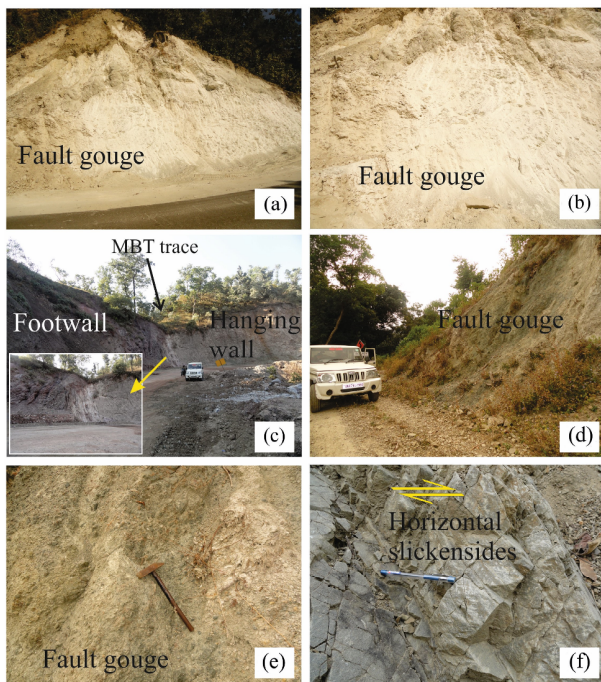 Fault gouge
(a)
Fault gouge
(b)
MBT trace
Footwall
Hanging
wall
(c)
Fault gouge
(d)
Fault gouge
(e)
Horizontal
slickensides
(f)